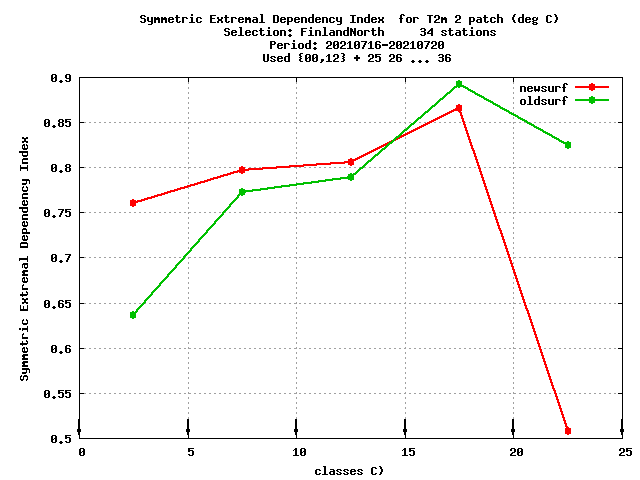 Symmetric Extremal Dependency Index  for T2m 2 patch (deg C)
Selection: FinlandNorth     34 stations
Period: 20210716-20210720
Used {00,12} + 25 26 ... 36
newsurf
oldsurf
Symmetric Extremal Dependency Index
0.9
0.85
0.8
0.75
0.7
0.65
0.6
0.55
0.5
0 5 10 15 20 25
classes C)